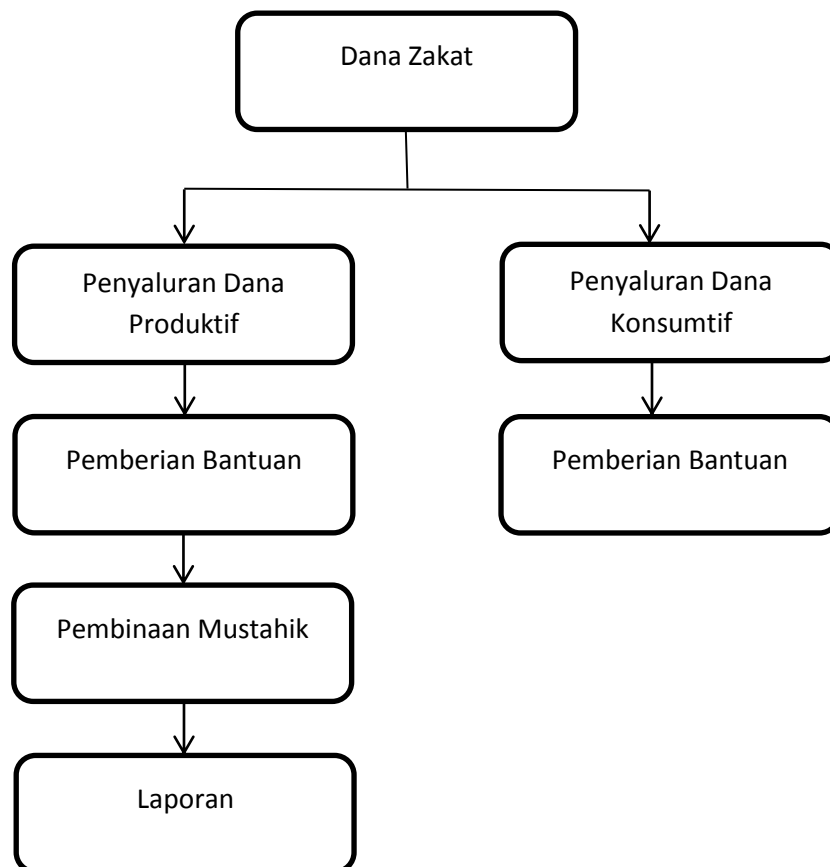 Dana Zakat
Penyaluran Dana
Produktif
Penyaluran Dana
Konsumtif
Pemberian Bantuan
Pemberian Bantuan
Pembinaan Mustahik
Laporan